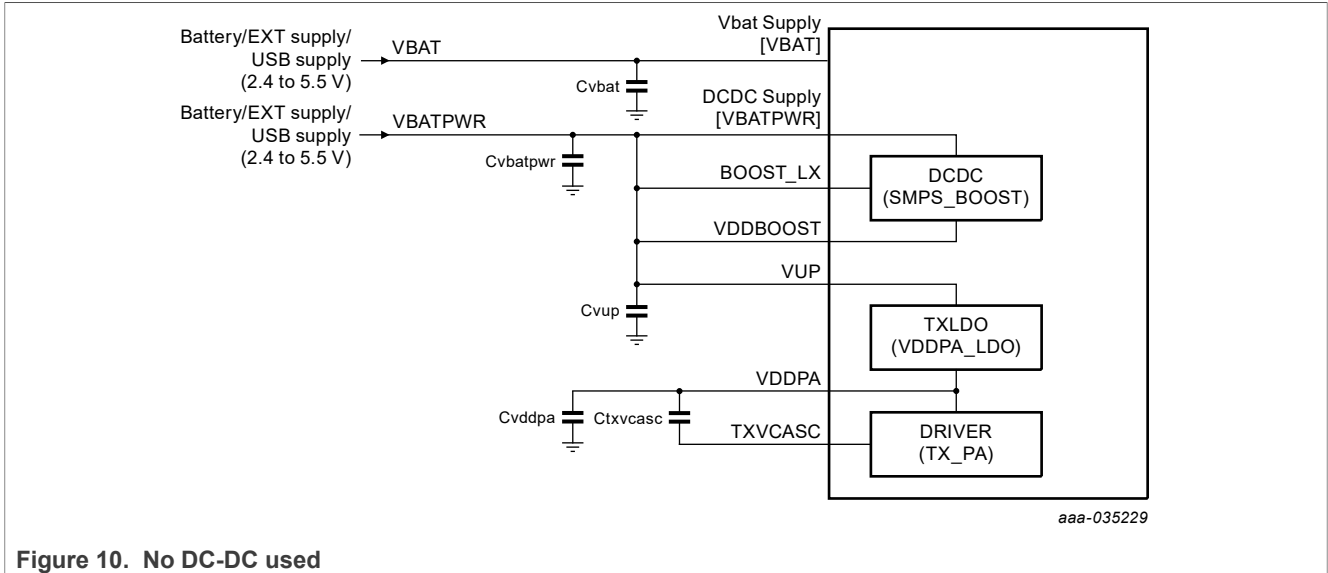 Battery/EXT supply/
USB supply
(2.4 to 5.5 V)
VBAT
Vbat Supply
[VBAT]
Cvbat
Battery/EXT supply/
USB supply
(2.4 to 5.5 V)
VBATPWR
DCDC Supply
[VBATPWR]
Cvbatpwr
BOOST_LX
DCDC
(SMPS_BOOST)
VDDBOOST
VUP
Cvup
TXLDO
(VDDPA_LDO)
VDDPA
Cvddpa
Ctxvcasc
TXVCASC
DRIVER
(TX_PA)
aaa-035229
Figure 10. No DC-DC used